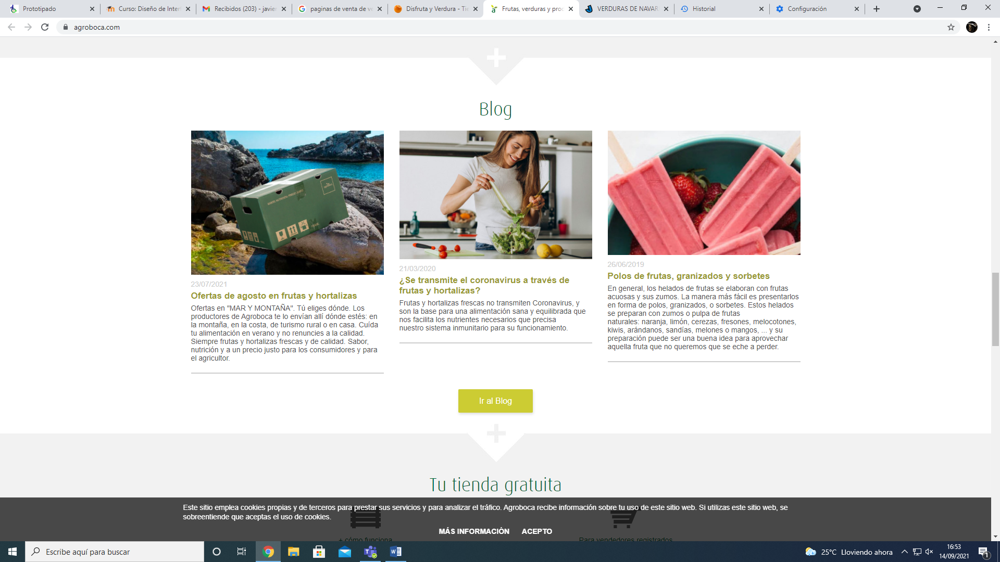 Prototipado
Curso: Diseño de Inter
Recibidos (203) - javier
paginas de venta de ve
Disfruta y Verdura - Tie
Frutas, verduras y proc
VERDURAS DE NAVAR
Historial
Configuración
agroboca.com
Blog
23/07/2021
Ofertas de agosto en frutas y hortalizas
Ofertas en "MAR Y MONTAÑA". Tú eliges dónde. Los
productores de Agroboca te lo envían allí dónde estés: en
la montaña, en la costa, de turismo rural o en casa. Cuída
tu alimentación en verano y no renuncies a la calidad.
Siempre frutas y hortalizas frescas y de calidad. Sabor,
nutrición y a un precio justo para los consumidores y para
el agricultor.
21/03/2020
¿Se transmite el coronavirus a través de
frutas y hortalizas?
Frutas y hortalizas frescas no transmiten Coronavirus, y
son la base para una alimentación sana y equilibrada que
nos facilita los nutrientes necesarios que precisa
nuestro sistema inmunitario para su funcionamiento.
26/06/2019
Polos de frutas, granizados y sorbetes
En general, los helados de frutas se elaboran con frutas
acuosas y sus zumos. La manera más fácil es presentarlos
en forma de polos, granizados, o sorbetes. Estos helados
se preparan con zumos o pulpa de frutas
naturales: naranja, limón, cerezas, fresones, melocotones,
kiwis, arándanos, sandías, melones o mangos, ... y su
preparación puede ser una buena idea para aprovechar
aquella fruta que no queremos que se eche a perder.
Ir al Blog
Tu tienda gratuita
Este sitio emplea cookies propias y de terceros para prestar sus servicios y para analizar el tráfico. Agroboca recibe información sobre tu uso de este sitio web. Si utilizas este sitio web, se
sobreentiende que aceptas el uso de cookies.
MÁS INFORMACIÓN ACEPTO
+ cómo funciona
Para vendedores registrados
Escribe aquí para buscar
25°C Lloviendo ahora
16:53
14/09/2021
1